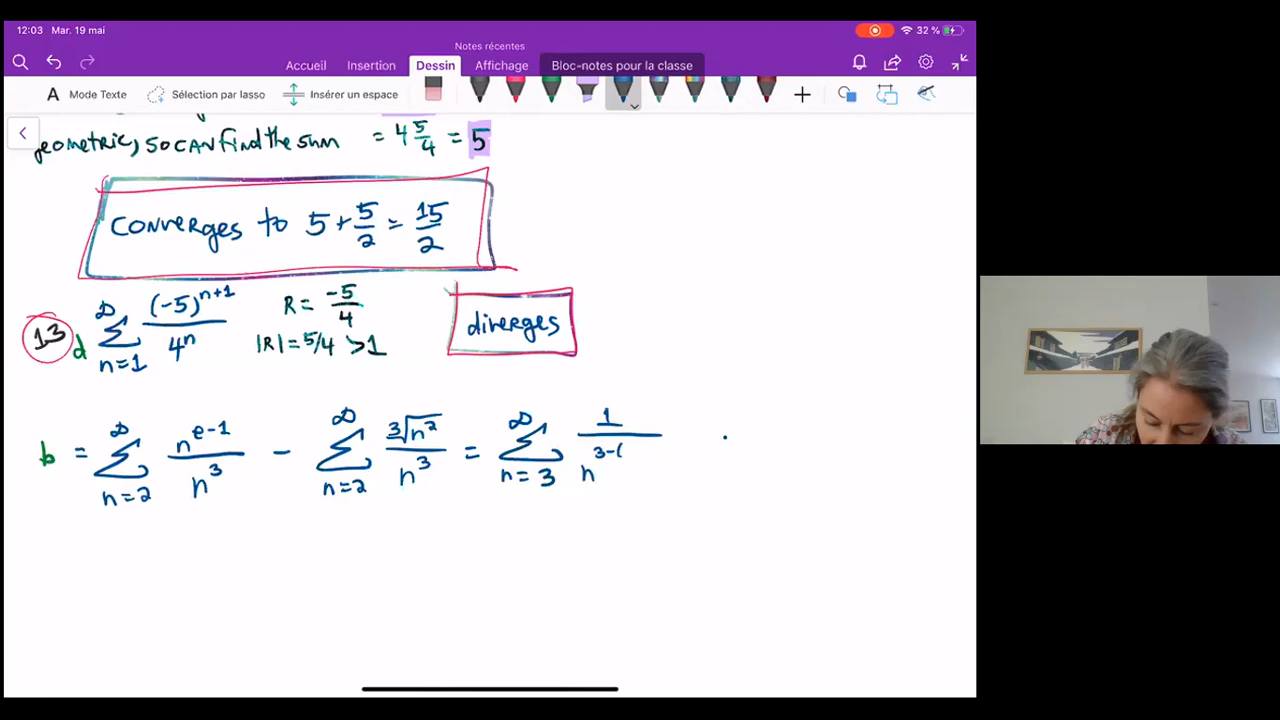 12:03 Mar. 19 mai
32 %
Notes récentes
Accueil Insertion Dessin Affichage Bloc-notes pour la classe
A Mode Texte Sélection par lasso Insérer un espace
geometric, so can find the sum = 4 5/4 = 5
Converges to 5 + 5/2 = 15/2
13 d ∑ n=1 ∞ (-5)^{n+1} / 4^n R = -5/4
|R| = 5/4 > 1
diverges
b = ∑ n=2 ∞ n^{e-1} / n^3 - ∑ n=2 ∞ ∛n² / n^3 = ∑ n=3 ∞ 1 / n^{3-(